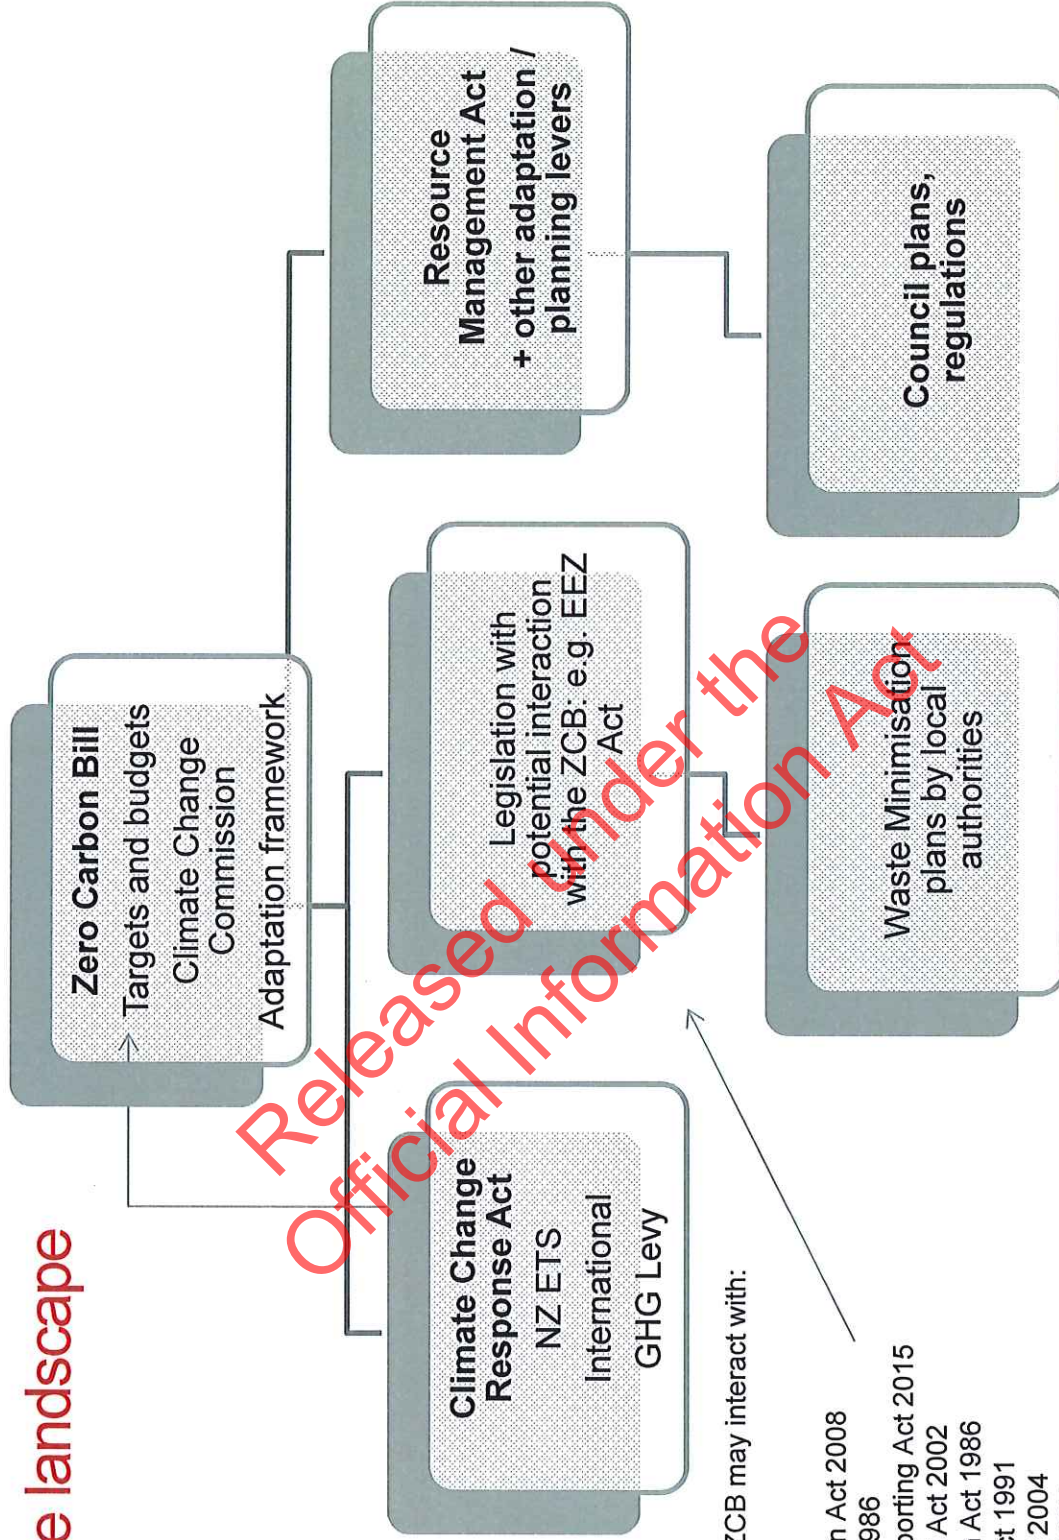 e landscape
Zero Carbon Bill
Targets and budgets
Climate Change
Commission
Adaptation framework
Climate Change
Response Act
NZ ETS
International
GHG Levy
Legislation with
potential interaction
with the ZCB: e.g. EEZ
Act
Resource
Management Act
+ other adaptation /
planning levers
Waste Minimisation
plans by local
authorities
Council plans,
regulations
ZCB may interact with:
n Act 2008
986
porting Act 2015
Act 2002
n Act 1986
ct 1991
2004
Released under the
Official Information Act